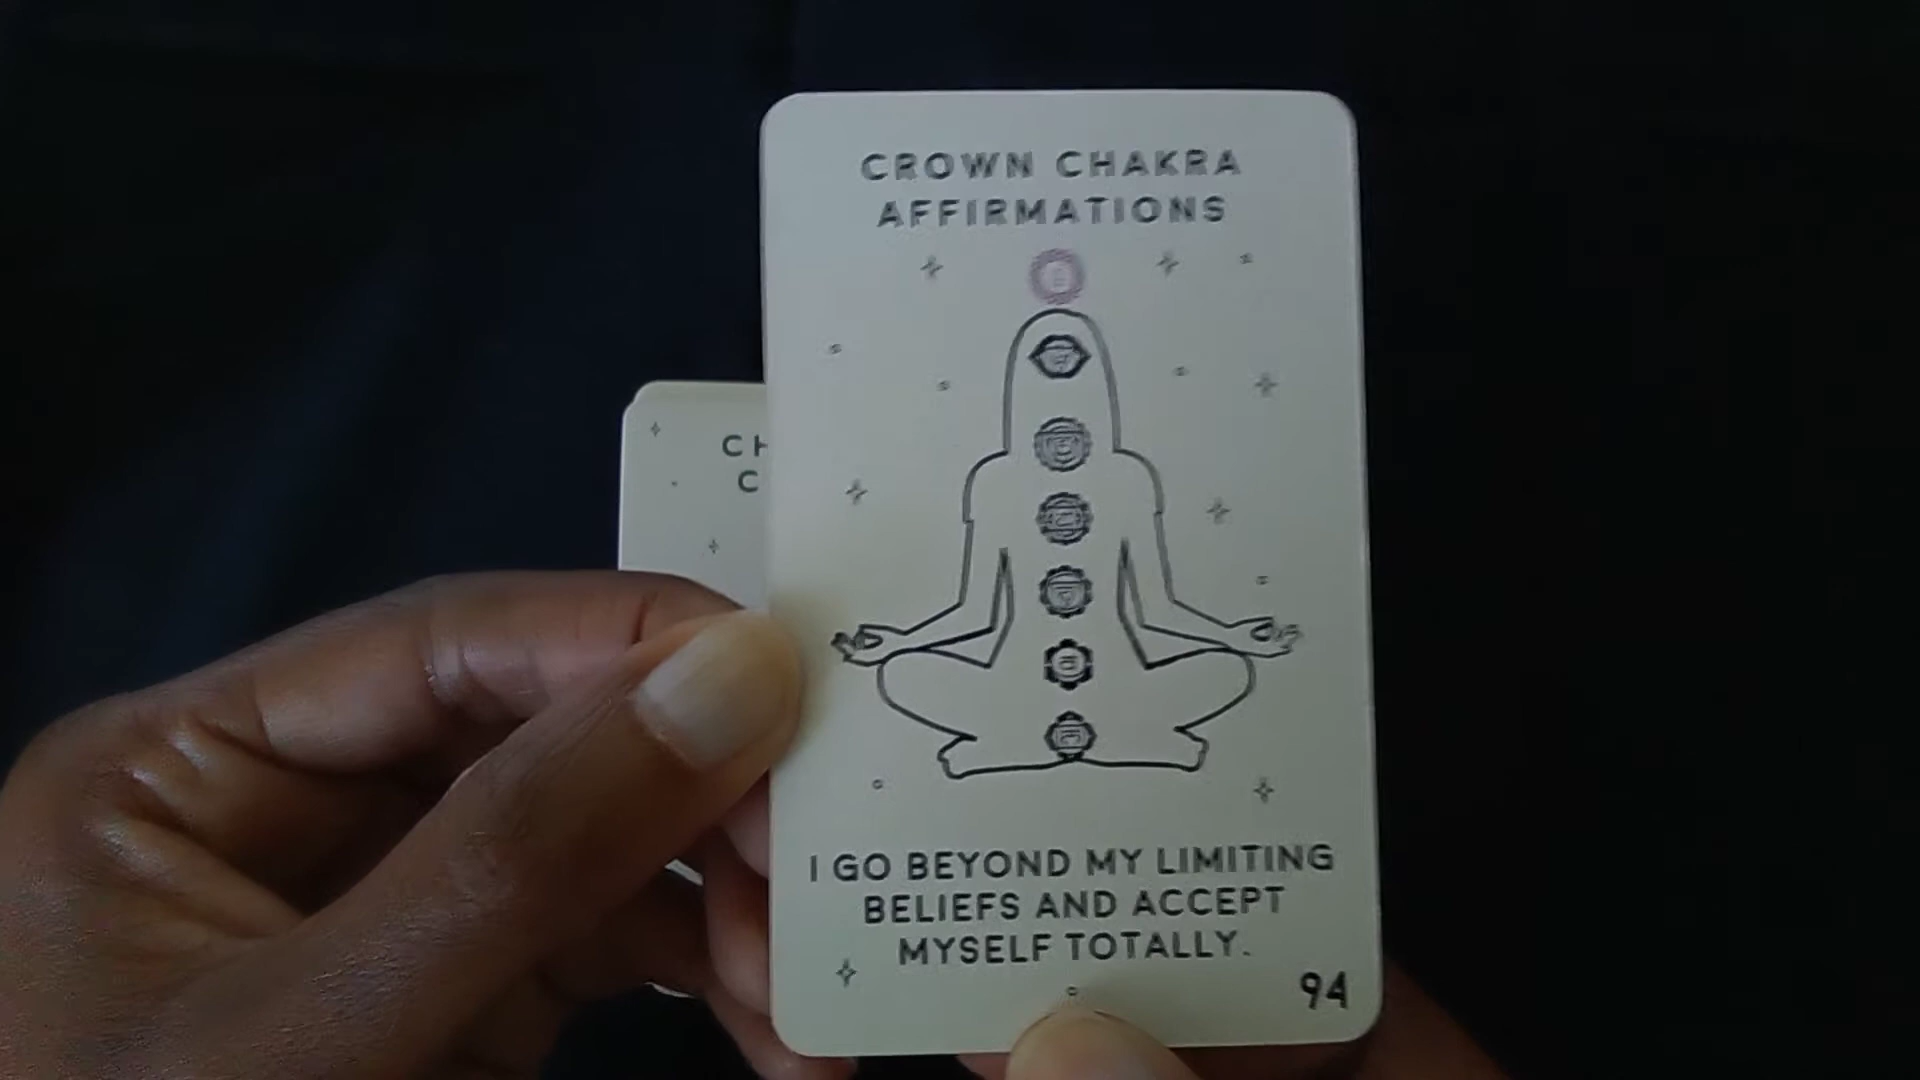 CROWN CHAKRA
AFFIRMATIONS
I GO BEYOND MY LIMITING
BELIEFS AND ACCEPT
MYSELF TOTALLY.
94